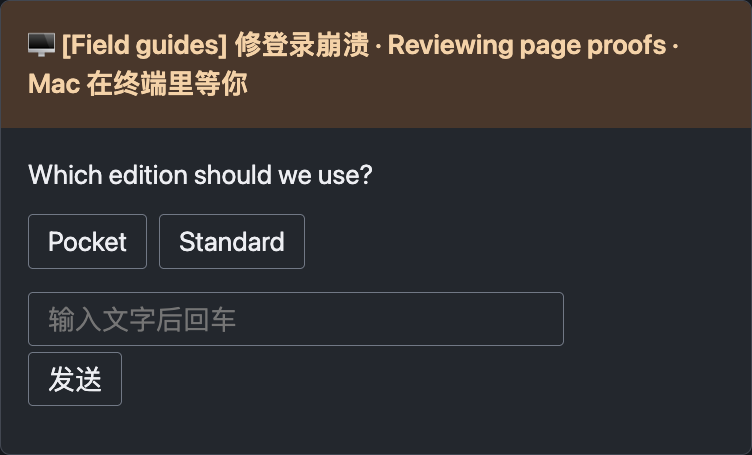 🖥️ [Field guides] 修登录崩溃 · Reviewing page proofs ·
Mac 在终端里等你
Which edition should we use?
Pocket Standard
输入文字后回车
发送